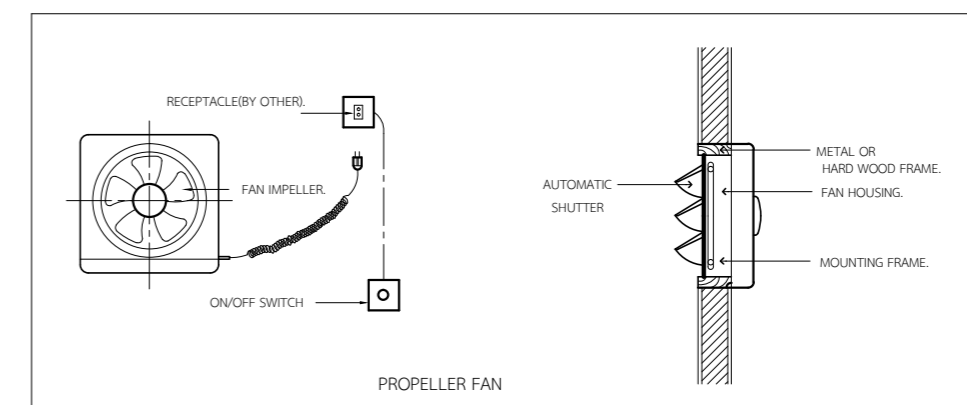 RECEPTACLE(BY OTHER).
FAN IMPELLER.
ON/OFF SWITCH
AUTOMATIC
SHUTTER
METAL OR
HARD WOOD FRAME.
FAN HOUSING.
MOUNTING FRAME.
PROPELLER FAN